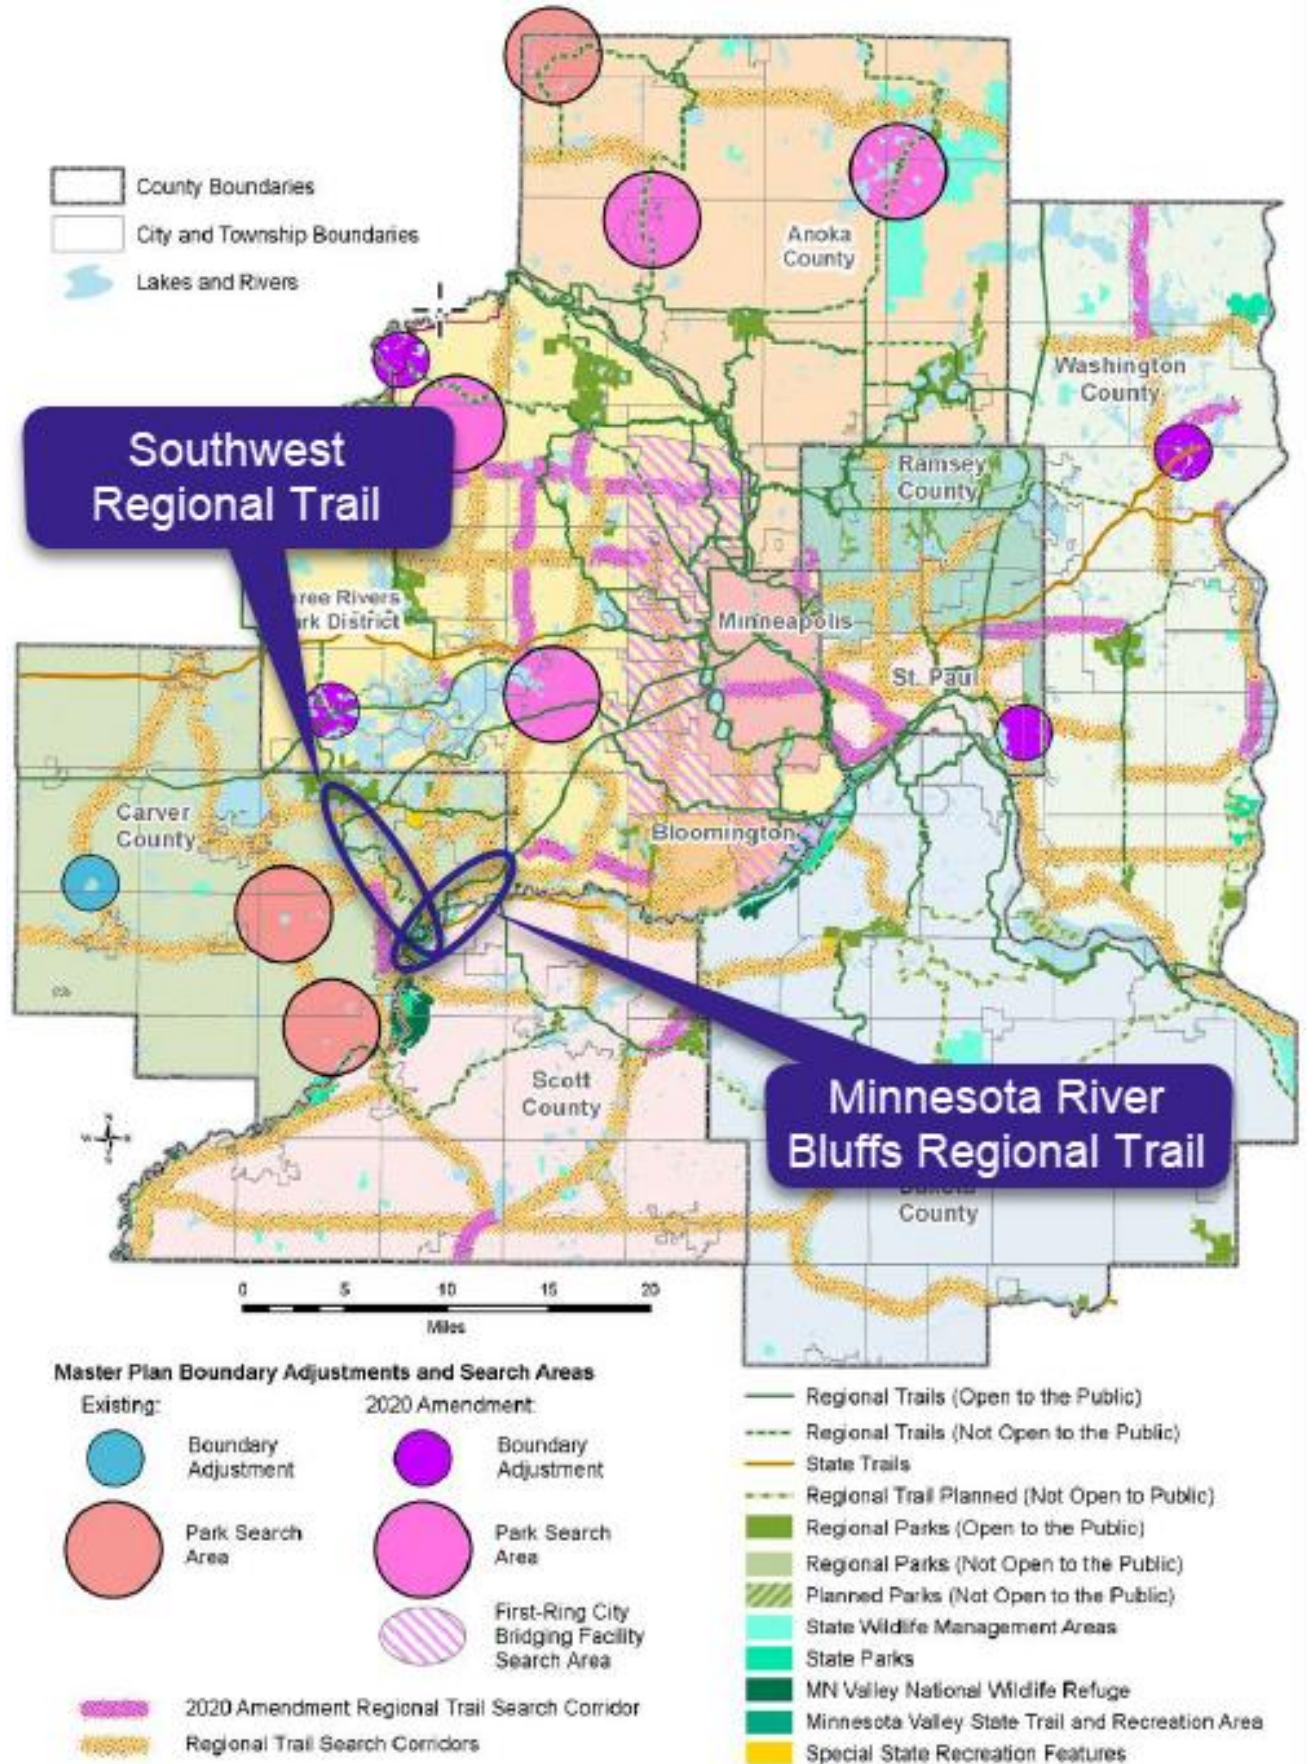 County Boundaries
City and Township Boundaries
Lakes and Rivers
Anoka
County
Washington
County
Southwest
Regional Trail
Ramsey
County
ree Rivers
rk District
Minneapolis
St. Paul
Carver
County
Bloomington
Minnesota River
Bluffs Regional Trail
Scott
County
County
N
W
E
S
0 5 10 15 20
Miles
Master Plan Boundary Adjustments and Search Areas
Existing:
Boundary
Adjustment
Park Search
Area
2020 Amendment:
Boundary
Adjustment
Park Search
Area
First-Ring City
Bridging Facility
Search Area
2020 Amendment Regional Trail Search Corridor
Regional Trail Search Corridors
Regional Trails (Open to the Public)
Regional Trails (Not Open to the Public)
State Trails
Regional Trail Planned (Not Open to Public)
Regional Parks (Open to the Public)
Regional Parks (Not Open to the Public)
Planned Parks (Not Open to the Public)
State Wildlife Management Areas
State Parks
MN Valley National Wildlife Refuge
Minnesota Valley State Trail and Recreation Area
Special State Recreation Features